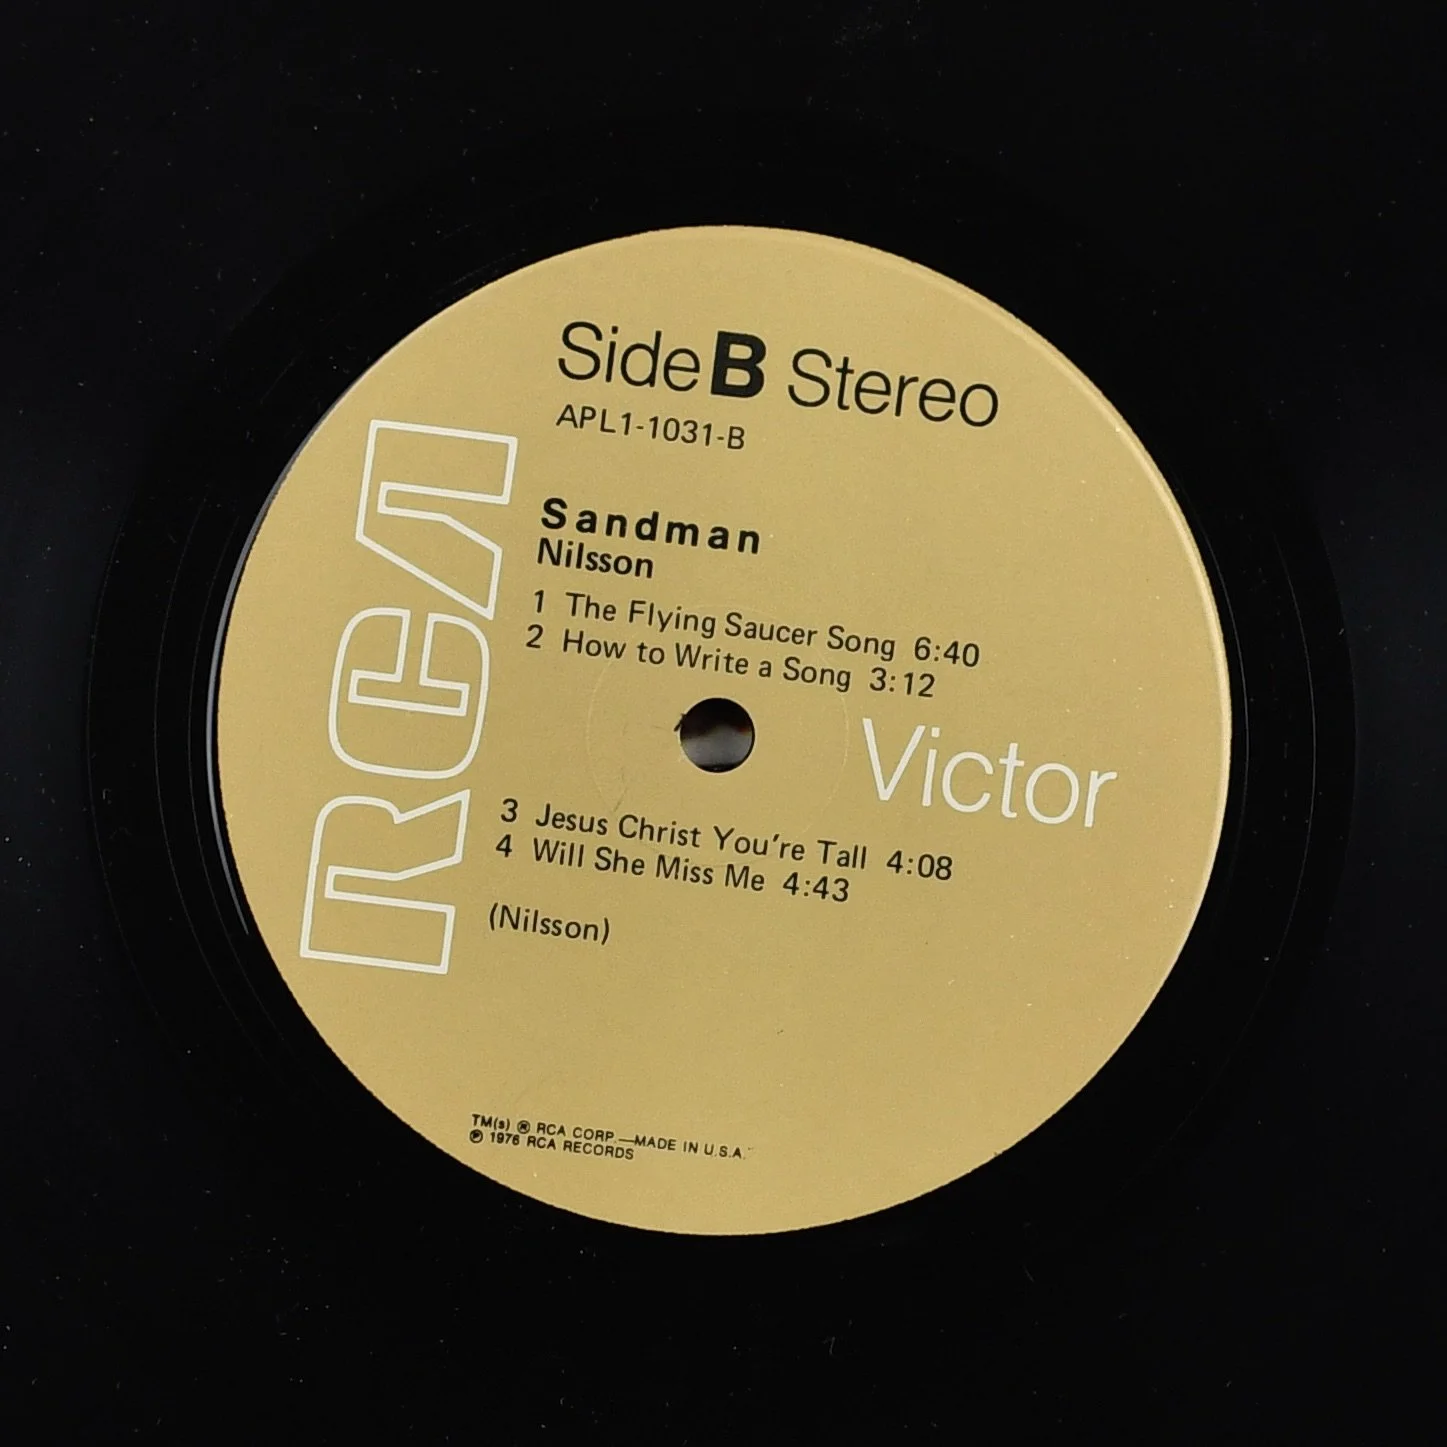 Side B Stereo
APL1-1031-B
RCA
Sandman
Nilsson
1 The Flying Saucer Song 6:40
2 How to Write a Song 3:12
Victor
3 Jesus Christ You're Tall 4:08
4 Will She Miss Me 4:43
(Nilsson)
TM(s) ® RCA CORP.—MADE IN U.S.A.
℗ 1976 RCA RECORDS